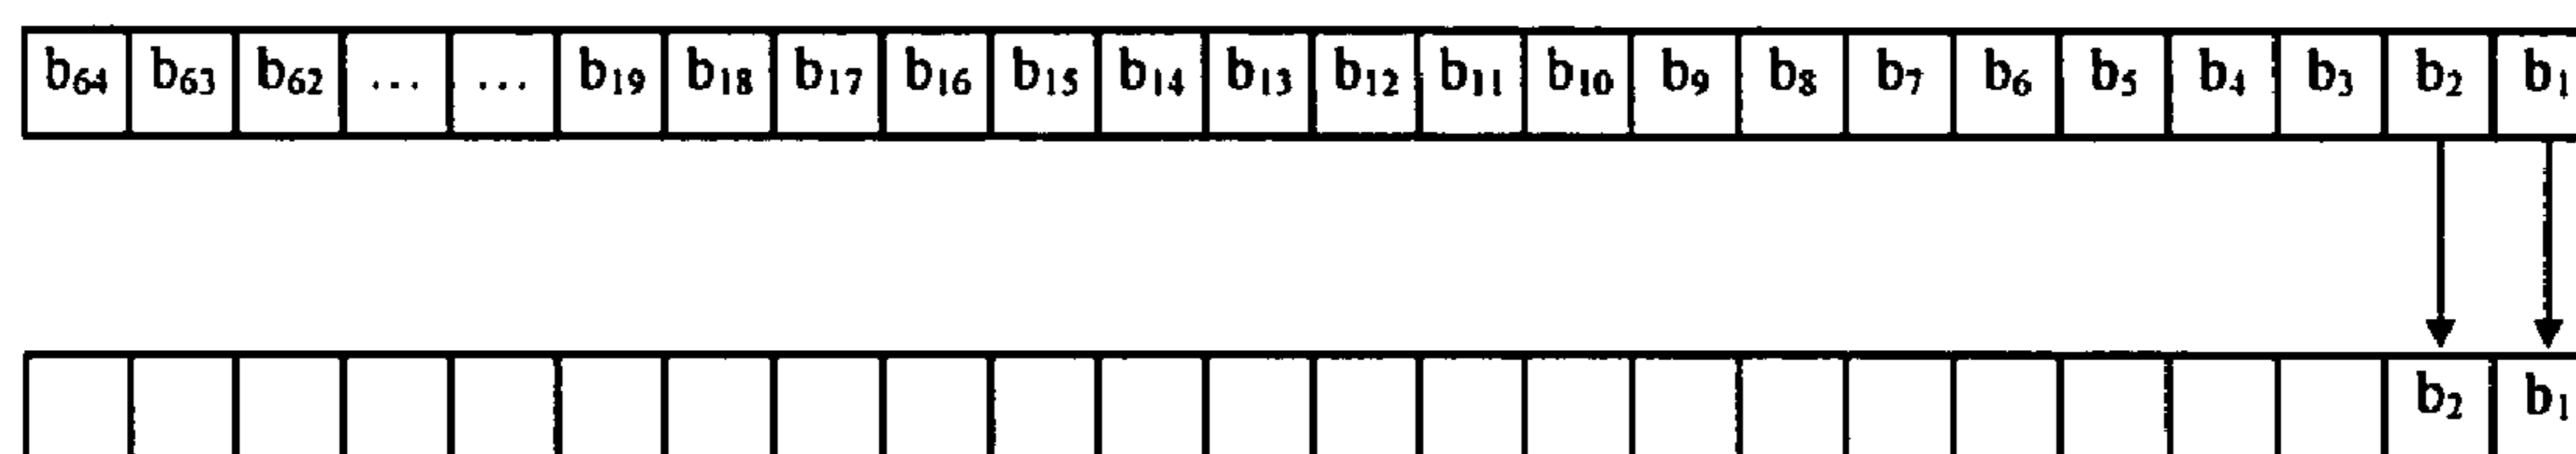 b₆₄ b₆₃ b₆₂ ... ... b₁₉ b₁₈ b₁₇ b₁₆ b₁₅ b₁₄ b₁₃ b₁₂ b₁₁ b₁₀ b₉ b₈ b₇ b₆ b₅ b₄ b₃ b₂ b₁
b₂ b₁